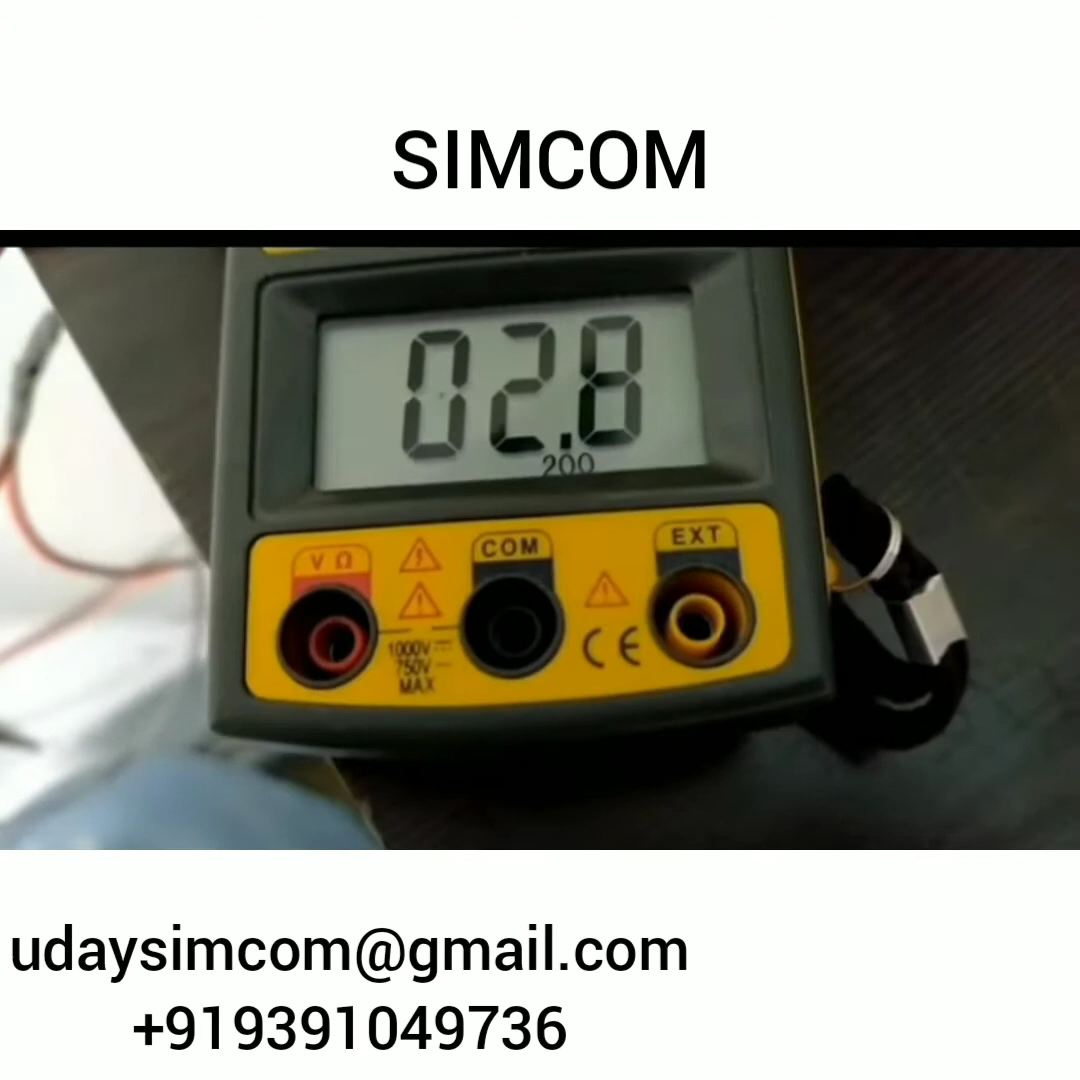 SIMCOM
02.8
200
V Ω
COM
EXT
1000V
750V
MAX
CE
udaysimcom@gmail.com
+919391049736